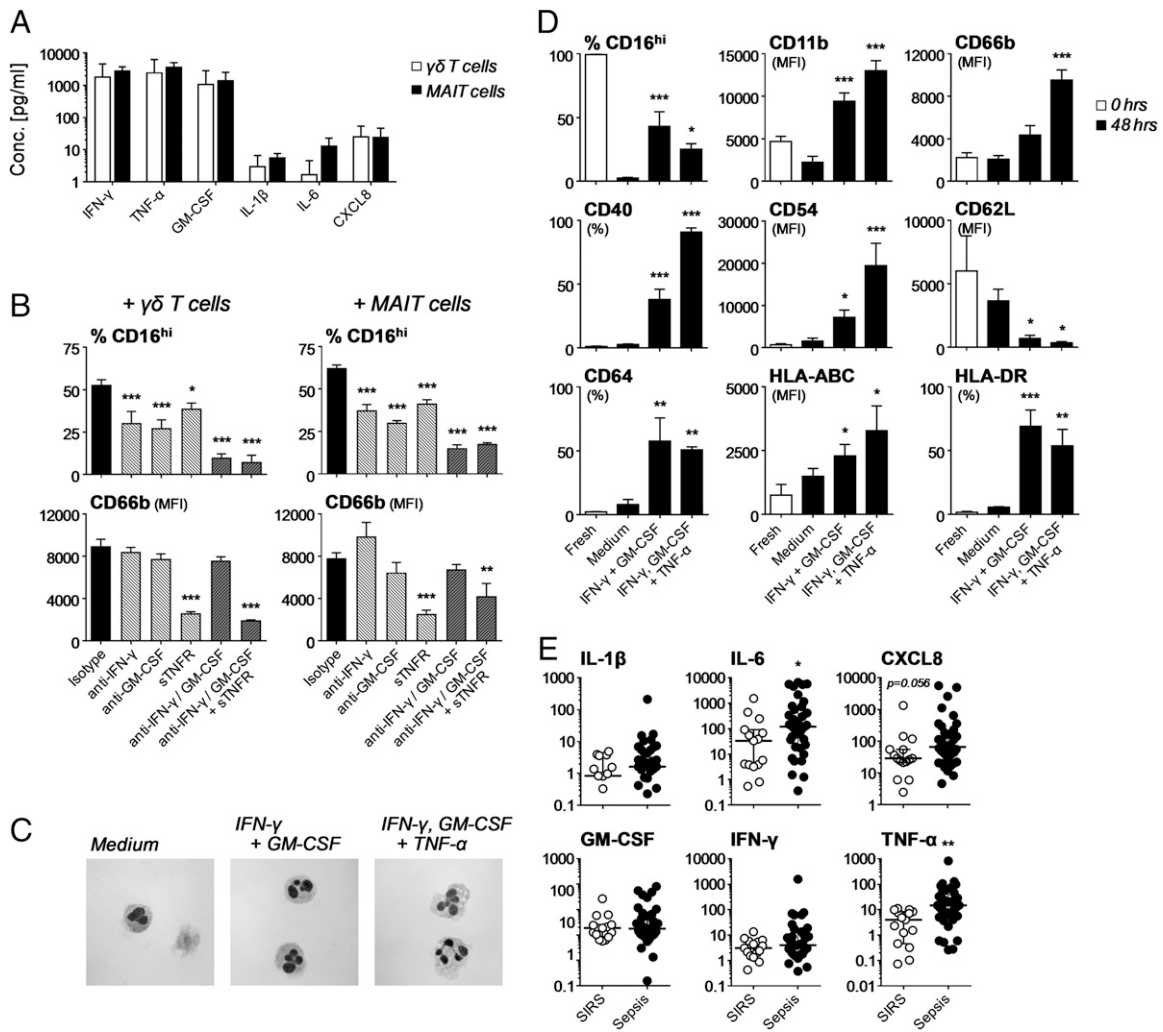 A
Conc. [pg/ml]
10000
1000
100
10
1
γδ T cells
MAIT cells
IFN-γ
TNF-α
GM-CSF
IL-1β
IL-6
CXCL8
B
+ γδ T cells
+ MAIT cells
% CD16hi
% CD16hi
75
50
25
0
*** *** * *** ***
75
50
25
0
*** *** *** *** ***
CD66b (MFI)
CD66b (MFI)
12000
8000
4000
0
*** ***
12000
8000
4000
0
*** **
Isotype
anti-IFN-γ
anti-GM-CSF
sTNFR
anti-IFN-γ/ GM-CSF
anti-IFN-γ/ GMCSF
+ sTNFR
Isotype
anti-IFN-γ
anti-GM-CSF
sTNFR
anti-IFN-γ/ GM-CSF
anti-IFN-γ/ GMCSF
+ sTNFR
C
Medium
IFN-γ
+ GM-CSF
IFN-γ, GM-CSF
+ TNF-α
D
% CD16hi
100
50
0
*** *
CD11b
(MFI)
15000
10000
5000
0
*** ***
CD66b
(MFI)
12000
8000
4000
0
***
0 hrs
48 hrs
CD40
(%)
100
50
0
*** ***
CD54
(MFI)
30000
20000
10000
0
* ***
CD62L
(MFI)
9000
6000
3000
0
* *
CD64
(%)
100
50
0
** **
HLA-ABC
(MFI)
5000
2500
0
* *
HLA-DR
(%)
100
50
0
*** **
Fresh
Medium
IFN-γ + GM-CSF
IFN-γ, GM-CSF
+ TNF-α
Fresh
Medium
IFN-γ + GM-CSF
IFN-γ, GM-CSF
+ TNF-α
Fresh
Medium
IFN-γ + GM-CSF
IFN-γ, GM-CSF
+ TNF-α
E
IL-1β
10000
1000
100
10
1
0.1
IL-6
*
10000
1000
100
10
1
0.1
CXCL8
p=0.056
10000
1000
100
10
1
GM-CSF
1000
100
10
1
0.1
IFN-γ
10000
1000
100
10
1
0.1
TNF-α
**
1000
100
10
1
0.1
0.01
SIRS
Sepsis
SIRS
Sepsis
SIRS
Sepsis